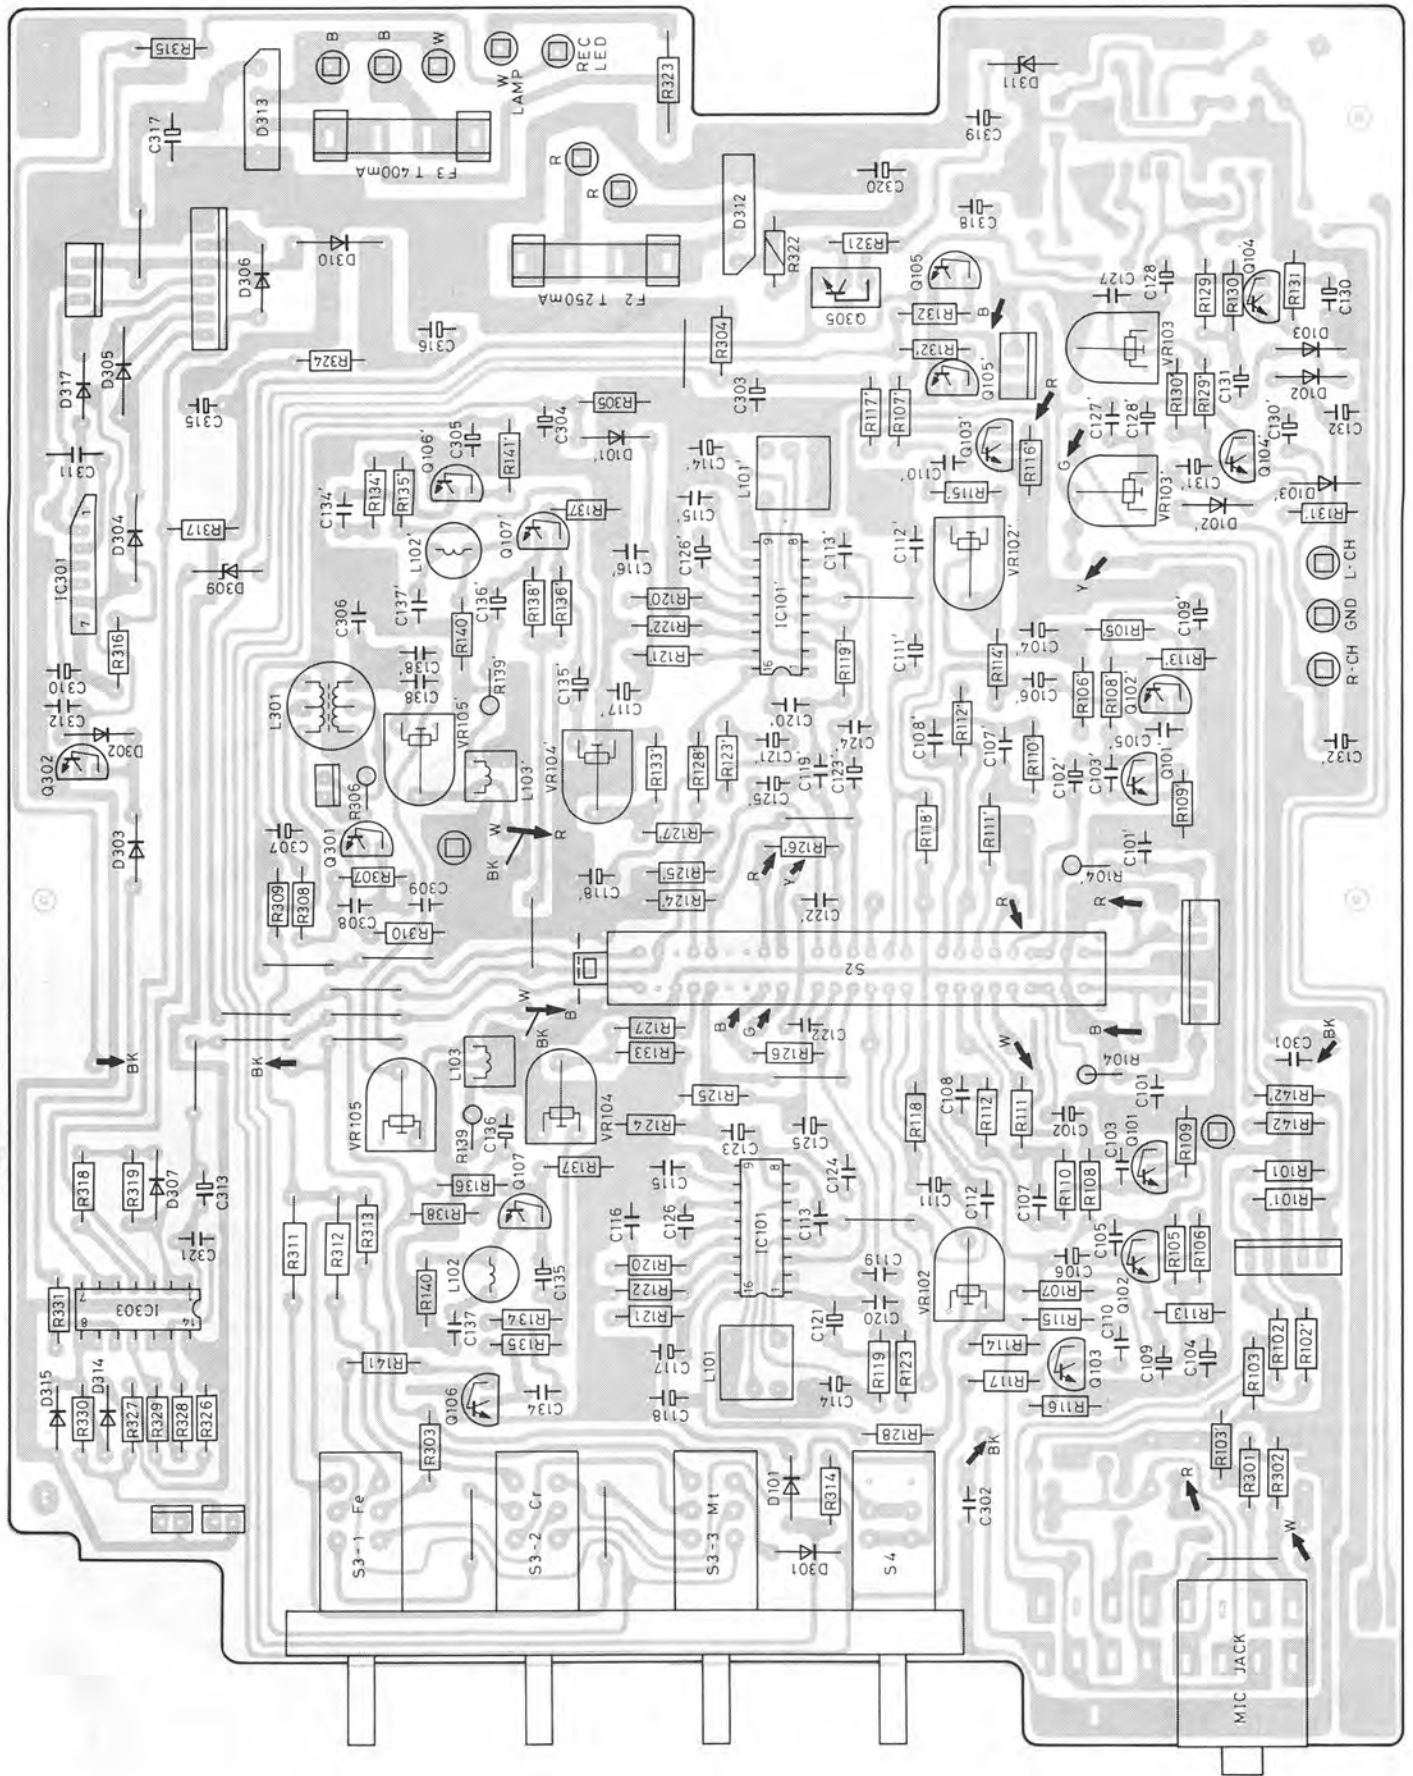 R315
B
B
W
W
LAMP
REC
LED
R323
D311
C317
D313
F3 T400mA
C319
R
R
C320
D312
C318
R322
R321
D306
D310
F2 T250mA
Q305
Q105
R132
B
C127
C128
R129
R130
Q104
R131
C130
D317
D305
R324
C316
R304
R132'
Q105'
VR103
D103
D102
C315
C303
R117'
R107'
R
R130'
R129'
C131
C311
C305
C304
R305
D101'
C114'
L101'
Q103'
C110'
R116'
G
C127'
C128'
Q104'
C130'
C132
Q106'
R141'
R134'
R135'
C134'
C115'
R115'
VR103'
C131'
D102'
D103'
R131'
IC301
1
7
D304
R317
D309
L102'
Q107'
R137'
C116'
C126'
9
8
IC101'
16
1
C113'
C112'
VR102'
Y
L-CH
GND
R-CH
C306
C137'
R140'
C136'
R138'
R136'
R120'
R122'
R121'
R119'
C111'
R114'
C104'
R105'
C109'
R113'
R316
C310
C312
L301
C138'
C138
R139'
C135'
C117'
C120'
C106'
R106'
R108'
Q102'
Q302
D302
VR105'
VR104'
R133'
R128'
R123'
C121'
C124'
C108'
R112'
C107'
R110'
C105'
C132'
R306
L103'
C125'
C119'
C123'
C102'
C103'
Q101'
R109'
D303
C307
Q301
W
BK
R
R127'
R126'
R118'
R111'
C101'
R309
R308
R307
C308
C309
R310
C118'
R125'
R124'
R
Y
C122'
R104'
R
R
S2
W
BK
B
R127
R133
B
G
C122
R126
W
B
R104
C301
BK
BK
BK
VR105
L103
VR104
R125
C108
R112
R111
C101
R142'
R142
R139
C136
R124
C123
C125
R118
C102
C103
Q101
R109
R318
R319
D307
C313
R136
Q107
R137
C115
9
8
C124
C111
C112
C107
R110
R108
R101
R101'
C321
R311
R312
R313
R138
C116
C126
IC101
C113
C105
R105
R106
R331
7
1
IC303
8
14
R140
L102
C135
R120
R122
R121
16
1
C119
C120
VR102
C106
R107
Q102
C137
R134
R135
C121
R115
C110
R113
D315
D314
R141
C117
L101
R119
R123
R114
R117
Q103
C109
C104
R103
R102
R102'
R330
R327
R329
R328
R326
Q106
C134
C118
C114
R116
R303
R128
BK
R103'
R301
R302
R
S3-1 Fe
S3-2 Cr
S3-3 Mt
D101
R314
S4
C302
D301
W
MIC JACK